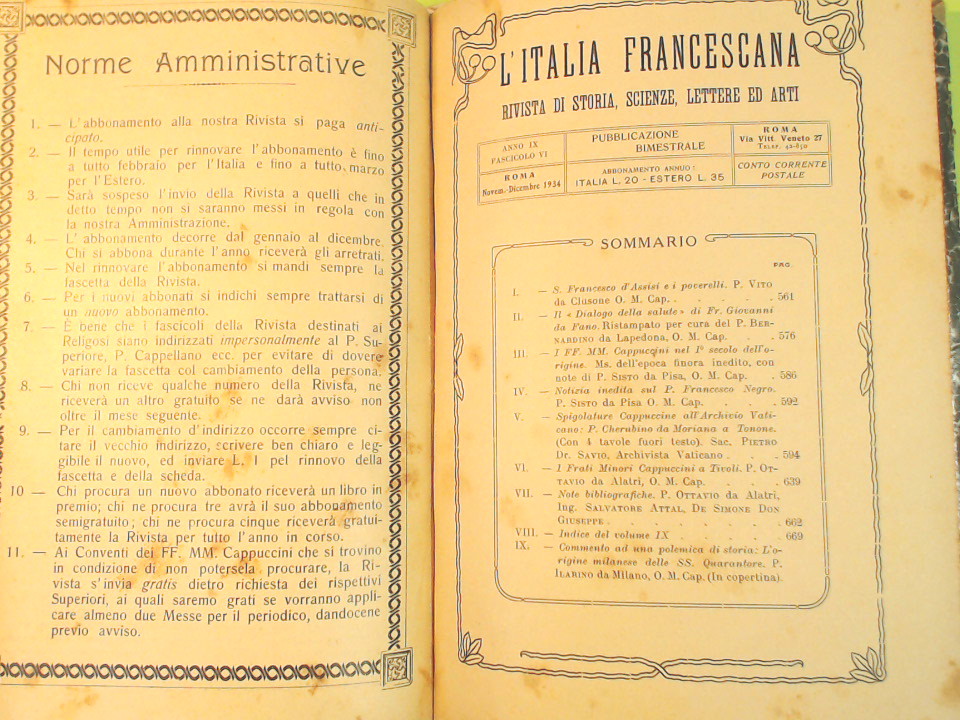 Norme Amministrative
1. — L'abbonamento alla nostra Rivista si paga anti-
cipato.
2. — Il tempo utile per rinnovare l'abbonamento è fino
a tutto febbraio per l'Italia e fino a tutto marzo
per l'Estero.
3. — Sarà sospeso l'invio della Rivista a quelli che in
detto tempo non si saranno messi in regola con
la nostra Amministrazione.
4. — L'abbonamento decorre dal gennaio al dicembre.
Chi si abbona durante l'anno riceverà gli arretrati.
5. — Nel rinnovare l'abbonamento si mandi sempre la
fascetta della Rivista.
6. — Per i nuovi abbonati si indichi sempre trattarsi di
un nuovo abbonamento.
7. — È bene che i fascicoli della Rivista destinati ai
Religiosi siano indirizzati impersonalmente al P. Su-
periore, P. Cappellano ecc. per evitare di dovere
variare la fascetta col cambiamento della persona.
8. — Chi non riceve qualche numero della Rivista, ne
riceverà un altro gratuito se ne darà avviso non
oltre il mese seguente.
9. — Per il cambiamento d'indirizzo occorre sempre ci-
tare il vecchio indirizzo, scrivere ben chiaro e leg-
gibile il nuovo, ed inviare L. 1 pel rinnovo della
fascetta e della scheda.
10 — Chi procura un nuovo abbonato riceverà un libro in
premio; chi ne procura tre avrà il suo abbonamento
semigratuito; chi ne procura cinque riceverà gratui-
tamente la Rivista per tutto l'anno in corso.
11. — Ai Conventi dei FF. MM. Cappuccini che si trovino
in condizione di non potersela procurare, la Ri-
vista s'invia gratis dietro richiesta dei rispettivi
Superiori, ai quali saremo grati se vorranno appli-
care almeno due Messe per il periodico, dandocene
previo avviso.
L'ITALIA FRANCESCANA
RIVISTA DI STORIA, SCIENZE, LETTERE ED ARTI
ANNO IX
FASCICOLO VI
ROMA
Novem.-Dicembre 1934
PUBBLICAZIONE
BIMESTRALE
ABBONAMENTO ANNUO:
ITALIA L. 20 - ESTERO L. 35
ROMA
Via Vitt. Veneto 27
TELEF. 42-850
CONTO CORRENTE
POSTALE
SOMMARIO
PAG.
I. — S. Francesco d'Assisi e i poverelli. P. VITO
da Clusone O. M. Cap. . . . . . 561
II. — Il « Dialogo della salute » di Fr. Giovanni
da Fano. Ristampato per cura del P. BER-
NARDINO da Lapedona, O. M. Cap. . . 576
III. — I FF. MM. Cappuccini nel 1º secolo dell'o-
rigine. Ms. dell'epoca finora inedito, con
note di P. SISTO da Pisa, O. M. Cap. . . 586
IV. — Notizia inedita sul P. Francesco Negro.
P. SISTO da Pisa O. M. Cap. . . . 592
V. — Spigolature Cappuccine all'Archivio Vati-
cano: P. Cherubino da Moriana a Tonone.
(Con 4 tavole fuori testo). Sac. PIETRO
Dr. SAVIO, Archivista Vaticano . . . 594
VI. — I Frati Minori Cappuccini a Tivoli. P. OT-
TAVIO da Alatri, O. M. Cap. . . . 639
VII. — Note bibliografiche. P. OTTAVIO da Alatri,
Ing. SALVATORE ATTAL, DE SIMONE DON
GIUSEPPE . . . . . . . 662
VIII. — Indice del volume IX . . . . . 669
IX. — Commento ad una polemica di storia: L'o-
rigine milanese delle SS. Quarantore. P.
ILARINO da Milano, O. M. Cap. (In copertina).